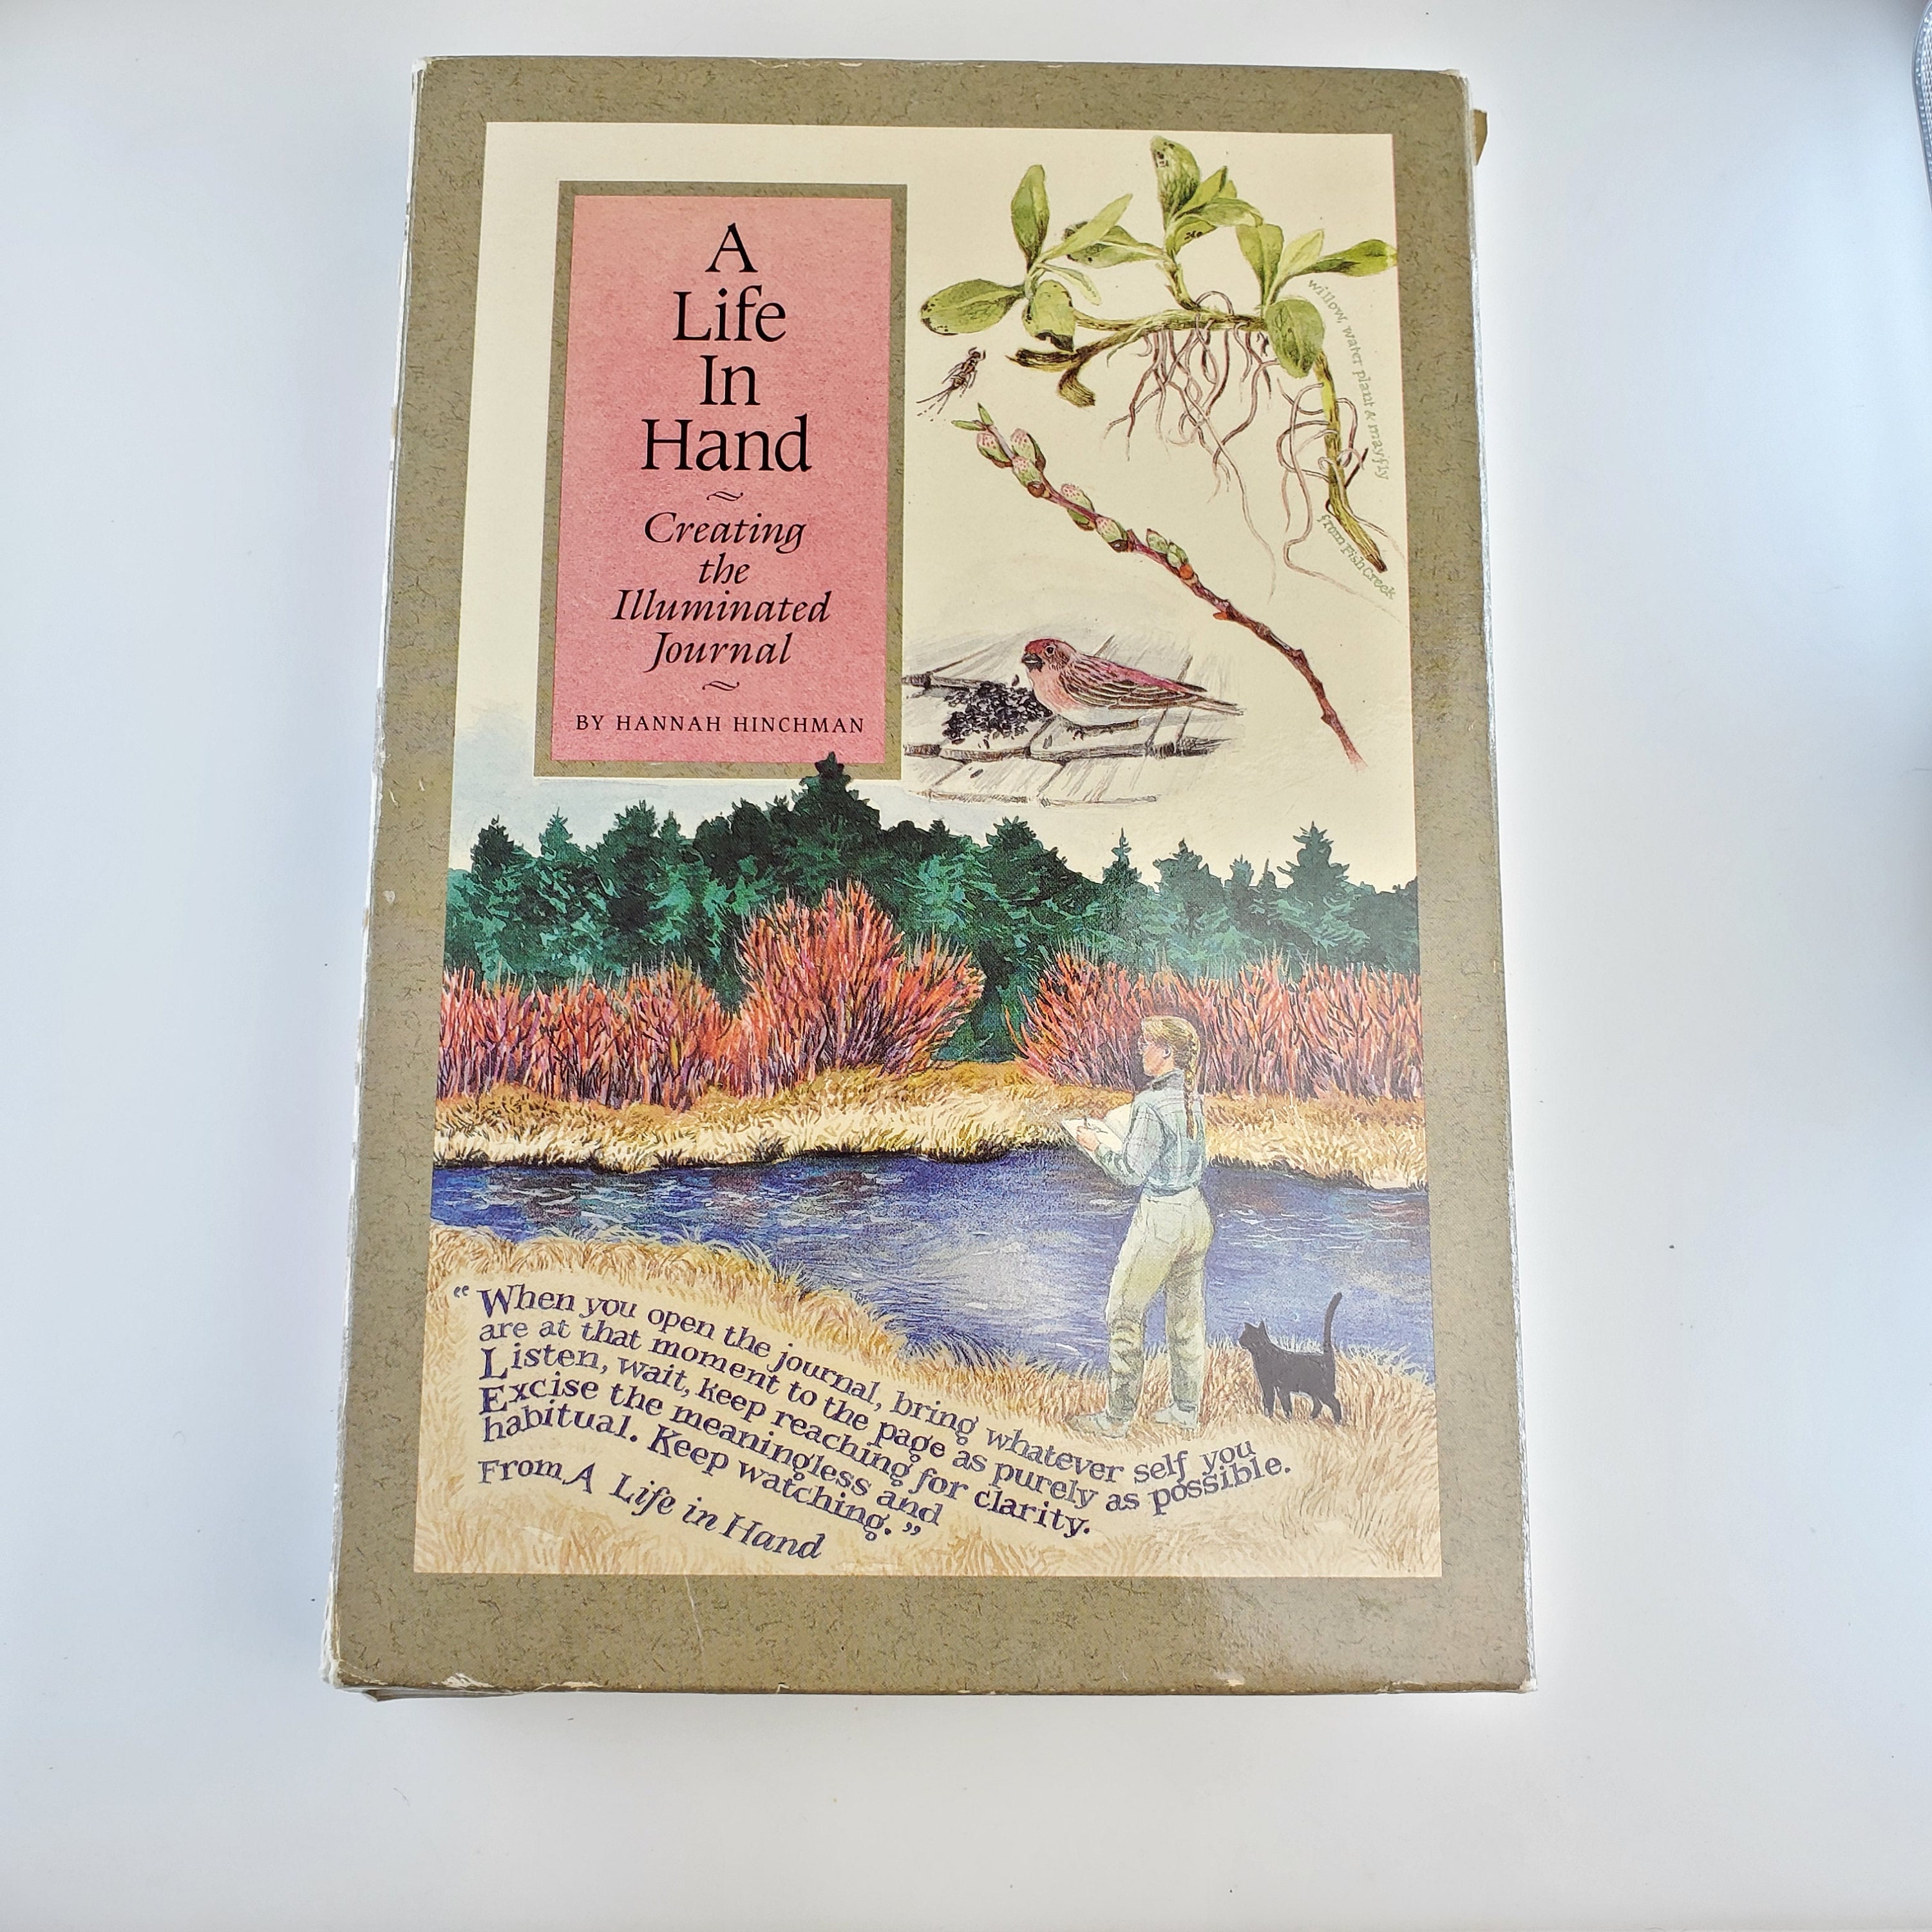 A
Life
In
Hand
~
Creating
the
Illuminated
Journal
~
BY HANNAH HINCHMAN
willow, water plant & mayfly
from Fish Creek
"When you open the journal, bring whatever self you
are at that moment to the page as purely as possible.
Listen, wait, keep reaching for clarity.
Excise the meaningless and
habitual. Keep watching."
From A Life in Hand